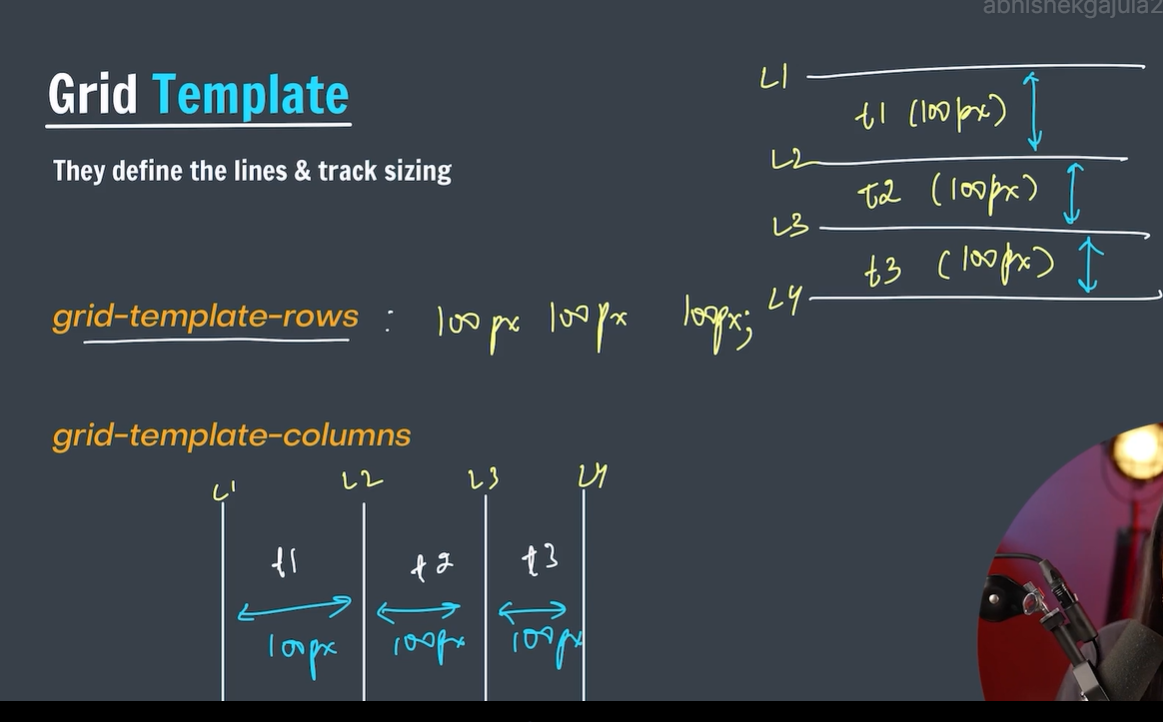 abhishekgajula2
Grid Template
They define the lines & track sizing
L1
t1 (100px)
L2
t2 (100px)
L3
t3 (100px)
L4
grid-template-rows : 100px 100px 100px;
grid-template-columns
L1 L2 L3 L4
t1 t2 t3
100px 100px 100px